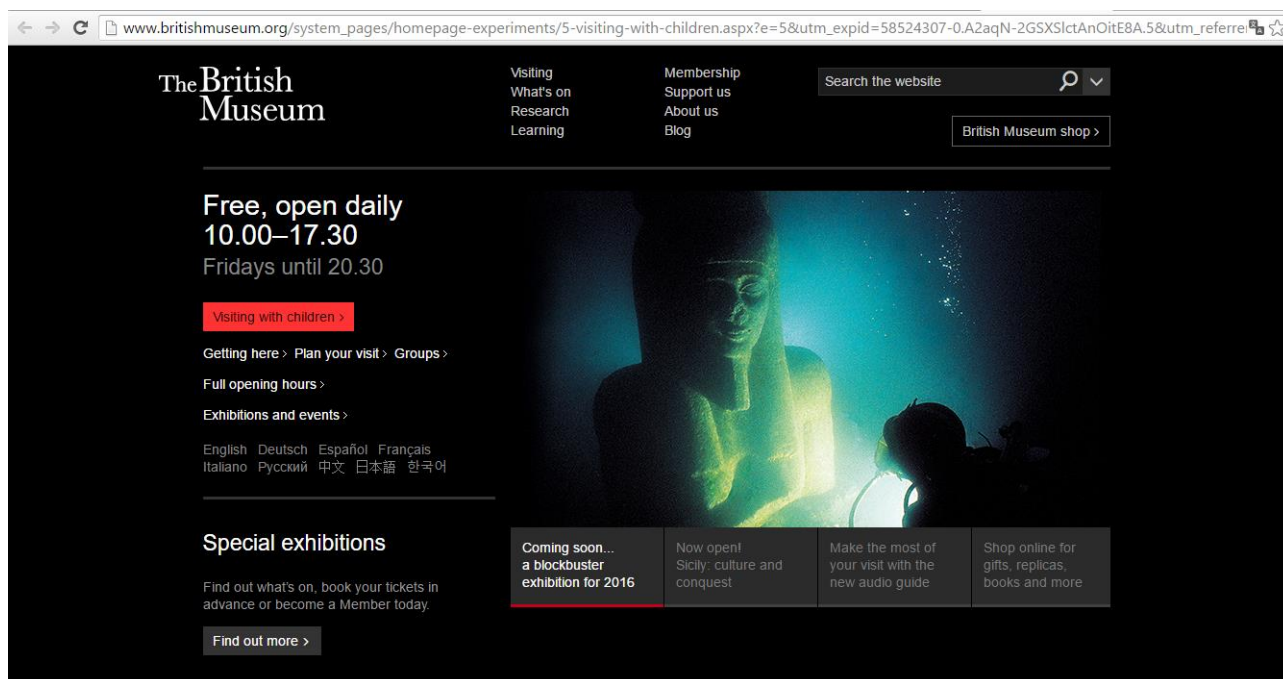 www.britishmuseum.org/system_pages/homepage-experiments/5-visiting-with-children.aspx?e=5&utm_expid=58524307-0.A2aqN-2GSXSlctAnOitE8A.5&utm_referrer
The British
Museum
Visiting
What's on
Research
Learning
Membership
Support us
About us
Blog
Search the website
British Museum shop >
Free, open daily
10.00–17.30
Fridays until 20.30
Visiting with children >
Getting here > Plan your visit > Groups >
Full opening hours >
Exhibitions and events >
English Deutsch Español Français
Italiano Русский 中文 日本語 한국어
Special exhibitions
Find out what's on, book your tickets in
advance or become a Member today.
Find out more >
Coming soon...
a blockbuster
exhibition for 2016
Now open!
Sicily: culture and
conquest
Make the most of
your visit with the
new audio guide
Shop online for
gifts, replicas,
books and more